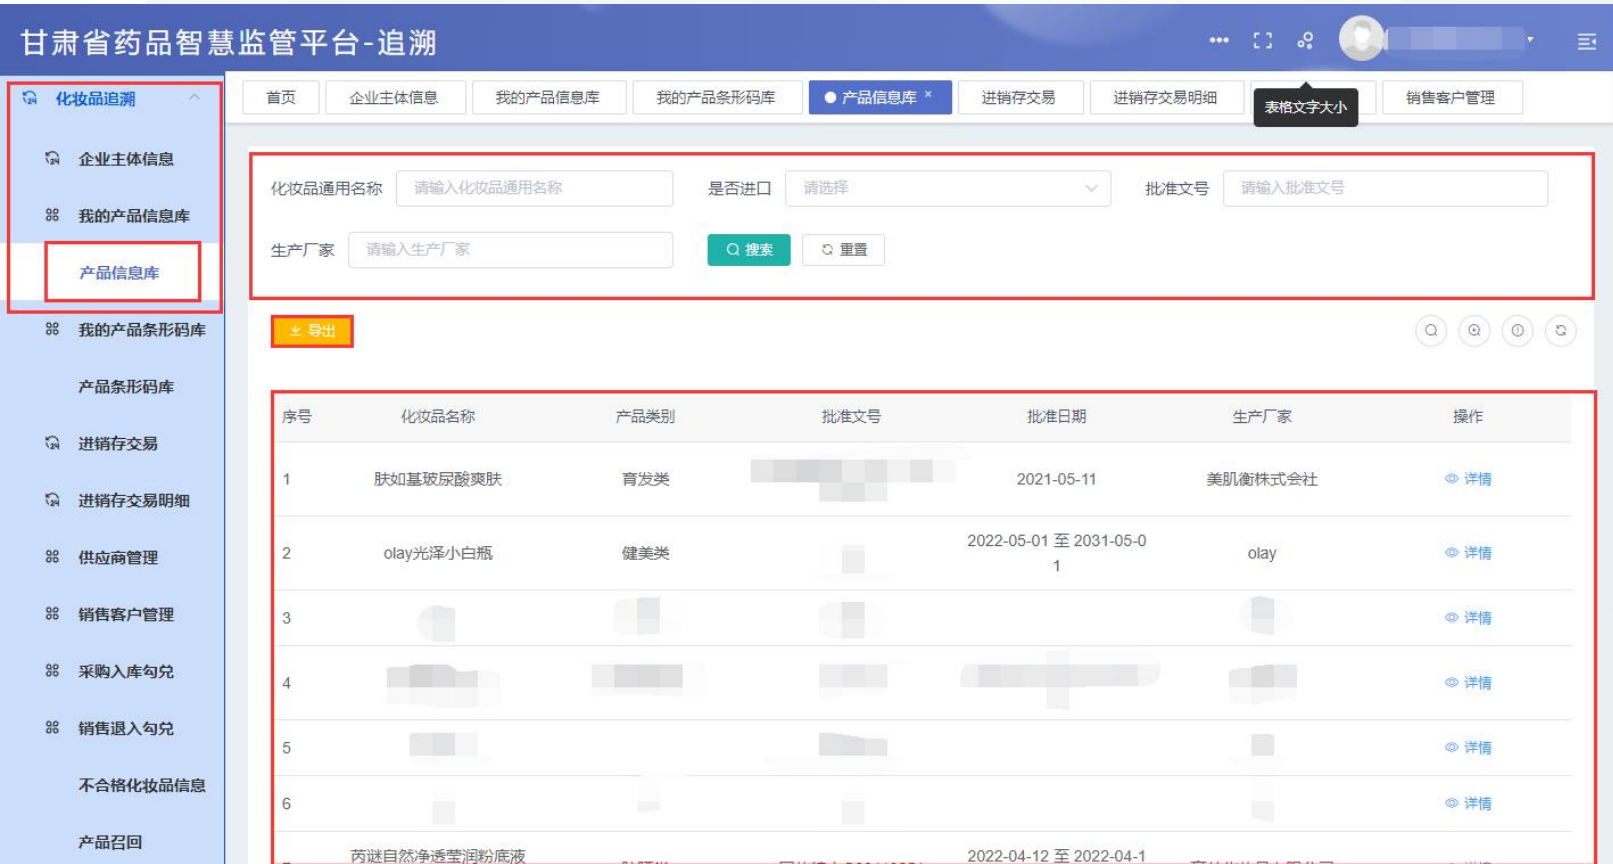 甘肃省药品智慧监管平台-追溯
化妆品追溯
企业主体信息
我的产品信息库
产品信息库
我的产品条形码库
产品条形码库
进销存交易
进销存交易明细
供应商管理
销售客户管理
采购入库勾兑
销售退入勾兑
不合格化妆品信息
产品召回
首页 企业主体信息 我的产品信息库 我的产品条形码库 产品信息库 × 进销存交易 进销存交易明细 销售客户管理
表格文字大小
化妆品通用名称 请输入化妆品通用名称 是否进口 请选择 批准文号 请输入批准文号
生产厂家 请输入生产厂家 搜索 重置
导出
序号 化妆品名称 产品类别 批准文号 批准日期 生产厂家 操作
1 肤如基玻尿酸爽肤 育发类 2021-05-11 美肌衡株式会社 详情
2 olay光泽小白瓶 健美类 2022-05-01 至 2031-05-0
1 olay 详情
3 详情
4 详情
5 详情
6 详情
芮谜自然净透莹润粉底液 2022-04-12 至 2022-04-1